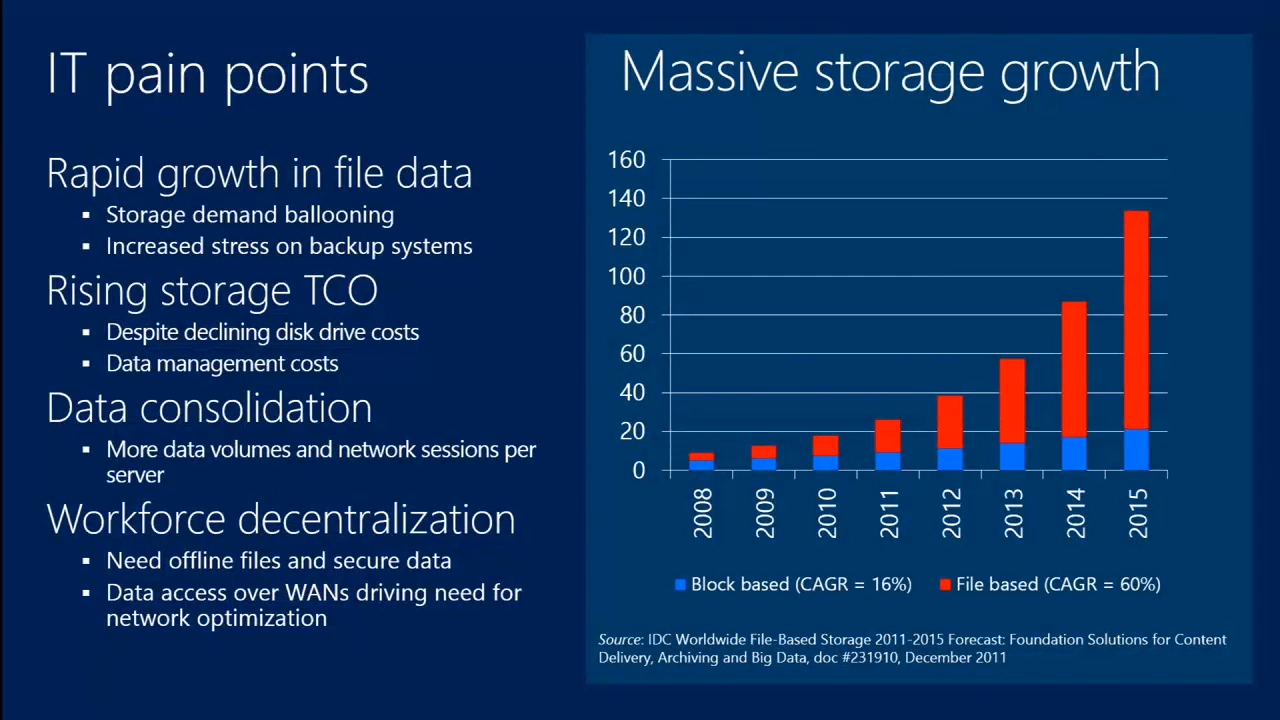 IT pain points
Rapid growth in file data
▪ Storage demand ballooning
▪ Increased stress on backup systems
Rising storage TCO
▪ Despite declining disk drive costs
▪ Data management costs
Data consolidation
▪ More data volumes and network sessions per
server
Workforce decentralization
▪ Need offline files and secure data
▪ Data access over WANs driving need for
network optimization
Massive storage growth
160
140
120
100
80
60
40
20
0
2008
2009
2010
2011
2012
2013
2014
2015
Block based (CAGR = 16%)
File based (CAGR = 60%)
Source: IDC Worldwide File-Based Storage 2011-2015 Forecast: Foundation Solutions for Content
Delivery, Archiving and Big Data, doc #231910, December 2011